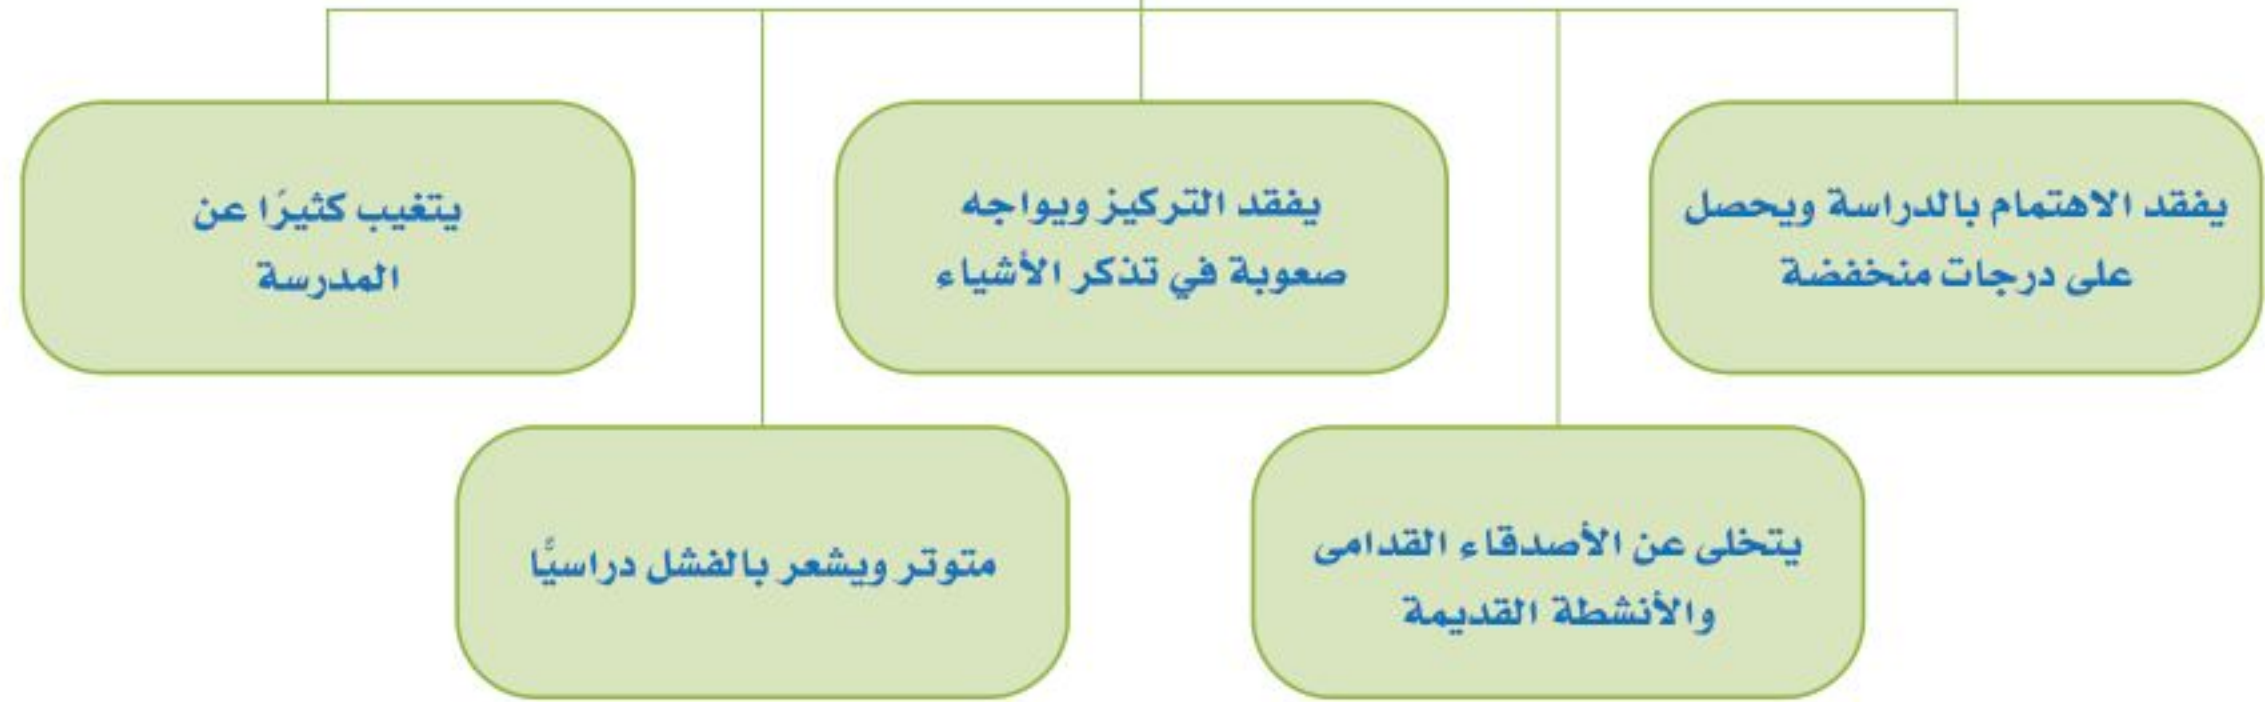 يفقد الاهتمام بالدراسة ويحصل
على درجات منخفضة
يفقد التركيز ويواجه
صعوبة في تذكر الأشياء
يتغيب كثيرًا عن
المدرسة
يتخلى عن الأصدقاء القدامى
والأنشطة القديمة
متوتر ويشعر بالفشل دراسيًّا